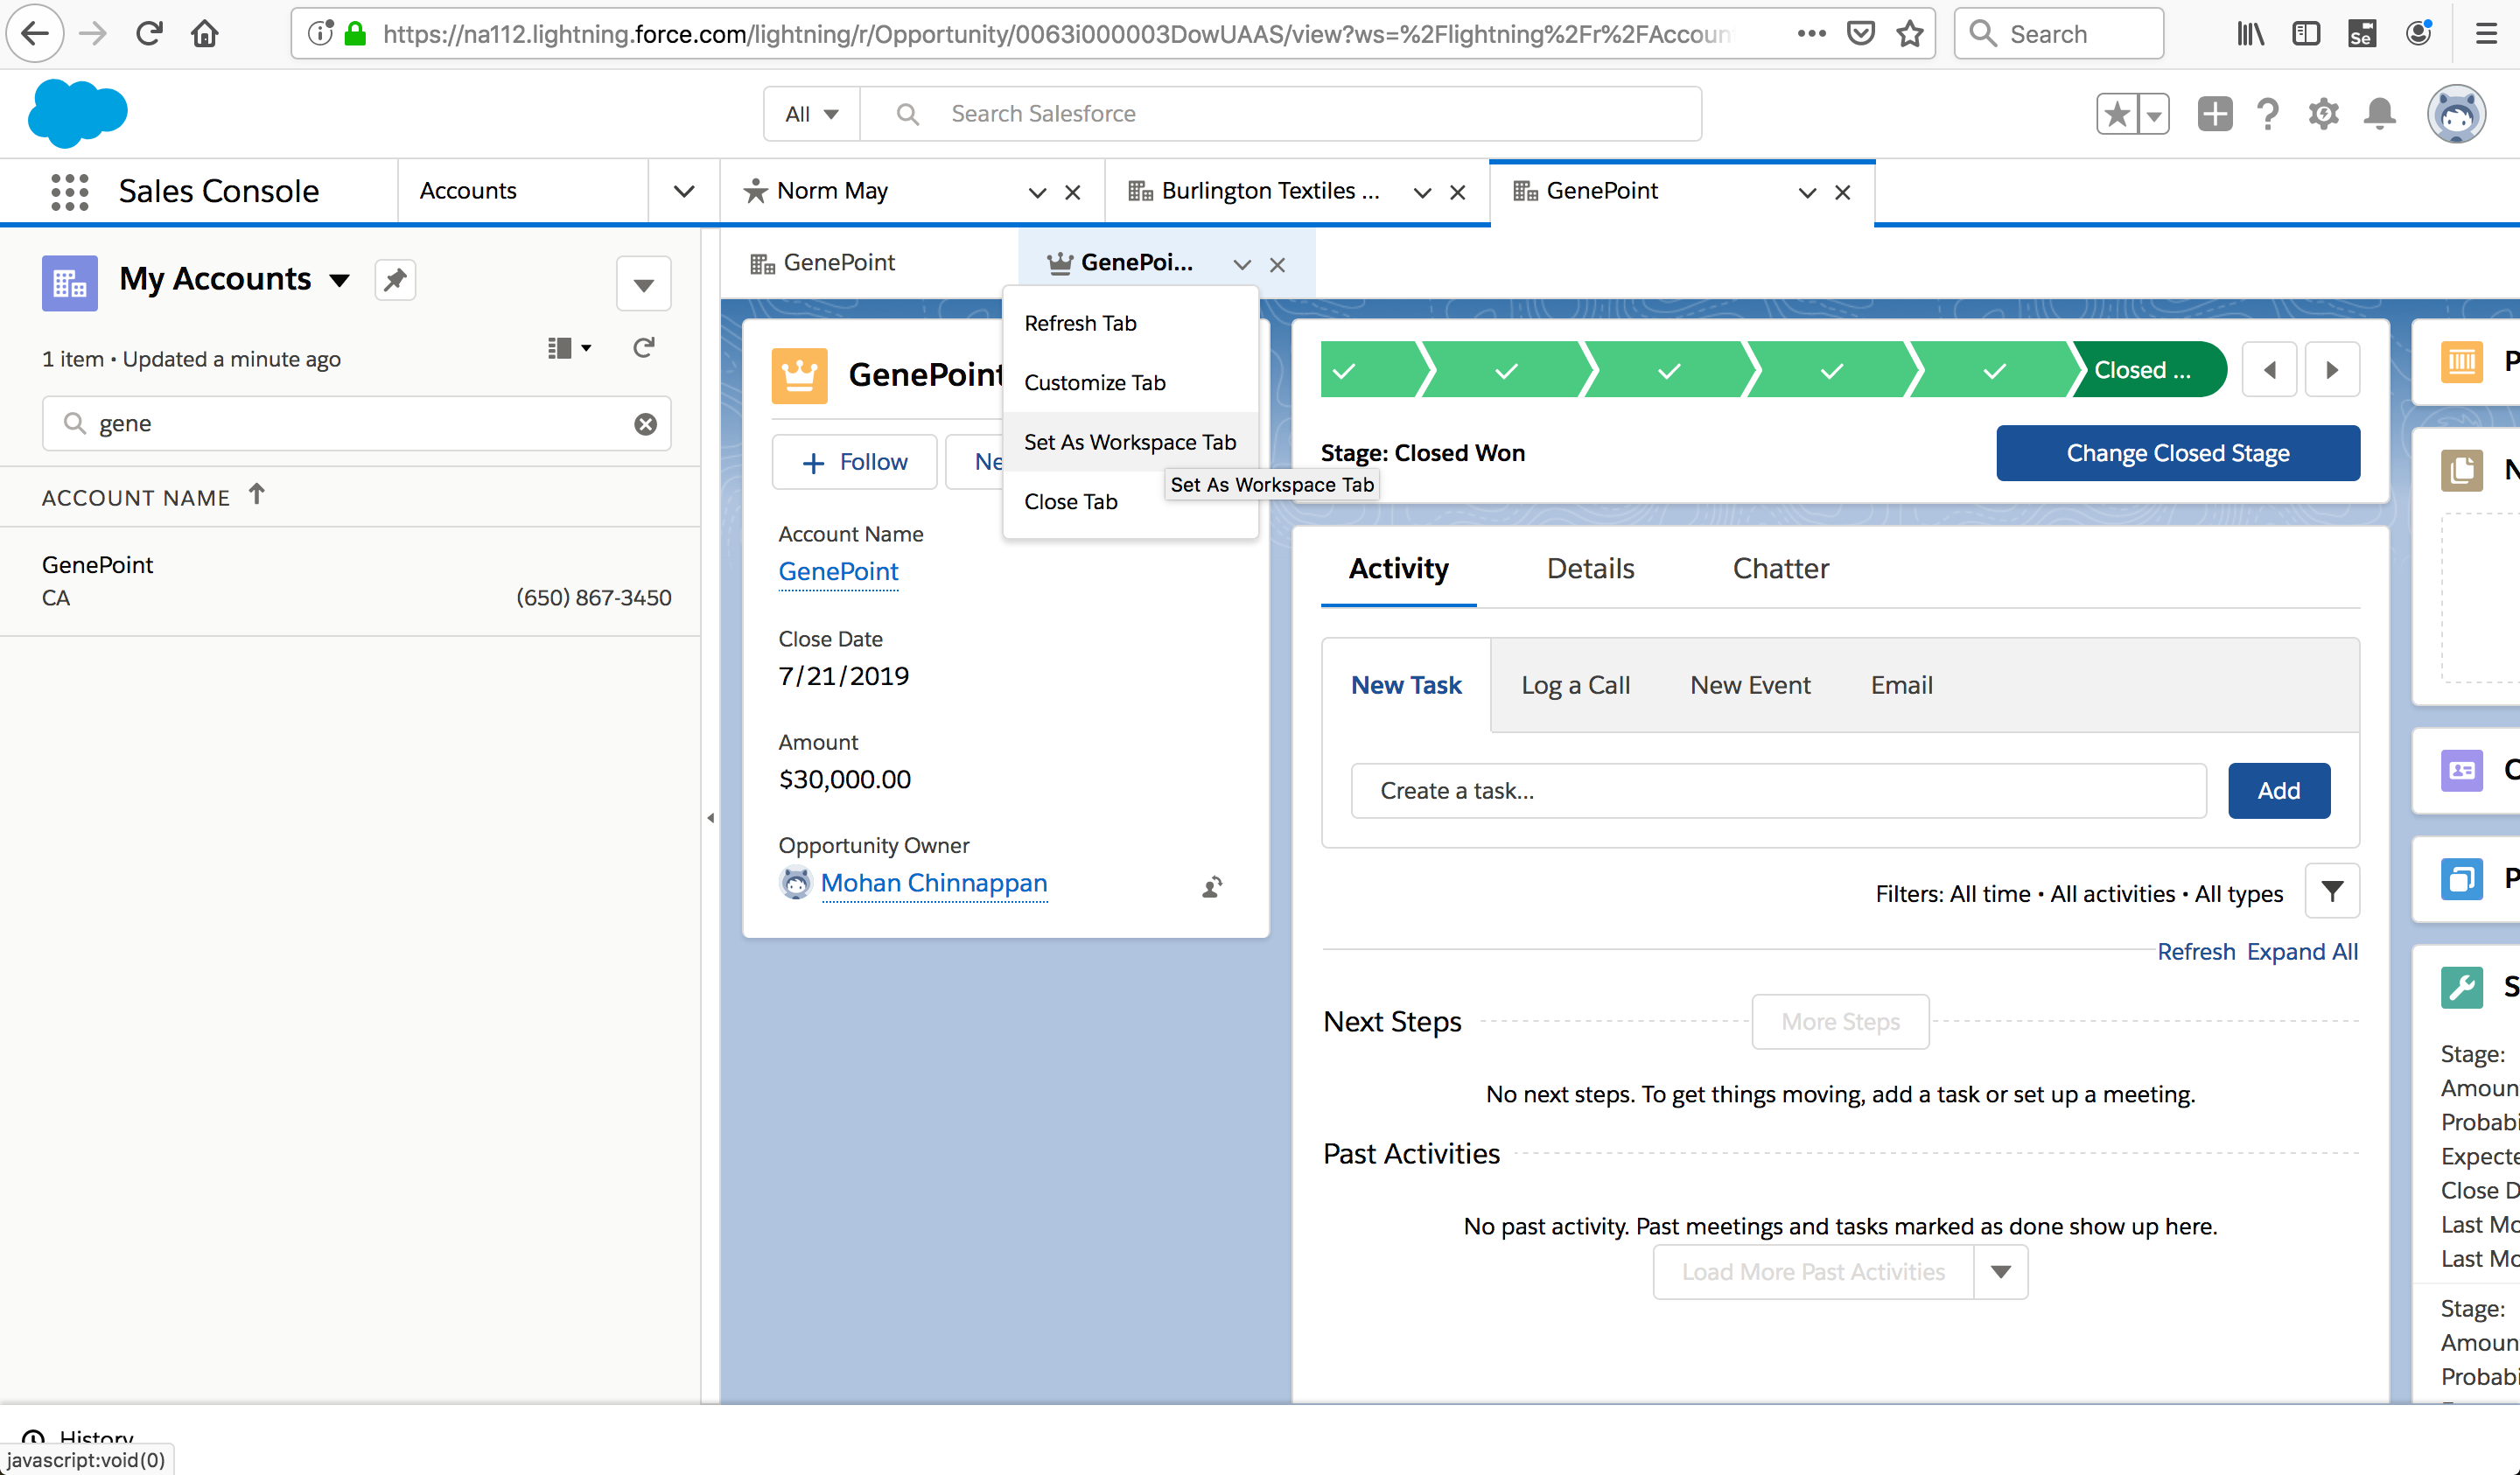 https://na112.lightning.force.com/lightning/r/Opportunity/0063i000003DowUAAS/view?ws=%2Flightning%2Fr%2FAccoun
Search
Se
All
Search Salesforce
Sales Console
Accounts
Norm May
Burlington Textiles ...
GenePoint
My Accounts
1 item • Updated a minute ago
gene
ACCOUNT NAME
GenePoint
CA
(650) 867-3450
GenePoint
GenePoi...
Refresh Tab
Customize Tab
Set As Workspace Tab
Close Tab
Set As Workspace Tab
GenePoint
Follow
Ne
Account Name
GenePoint
Close Date
7/21/2019
Amount
$30,000.00
Opportunity Owner
Mohan Chinnappan
Closed ...
Stage: Closed Won
Change Closed Stage
Activity
Details
Chatter
New Task
Log a Call
New Event
Email
Create a task...
Add
Filters: All time • All activities • All types
Refresh
Expand All
Next Steps
More Steps
No next steps. To get things moving, add a task or set up a meeting.
Past Activities
No past activity. Past meetings and tasks marked as done show up here.
Load More Past Activities
P
N
C
P
S
Stage:
Amoun
Probabi
Expecte
Close D
Last Mo
Last Mo
Stage:
Amoun
Probabi
History
javascript:void(0)